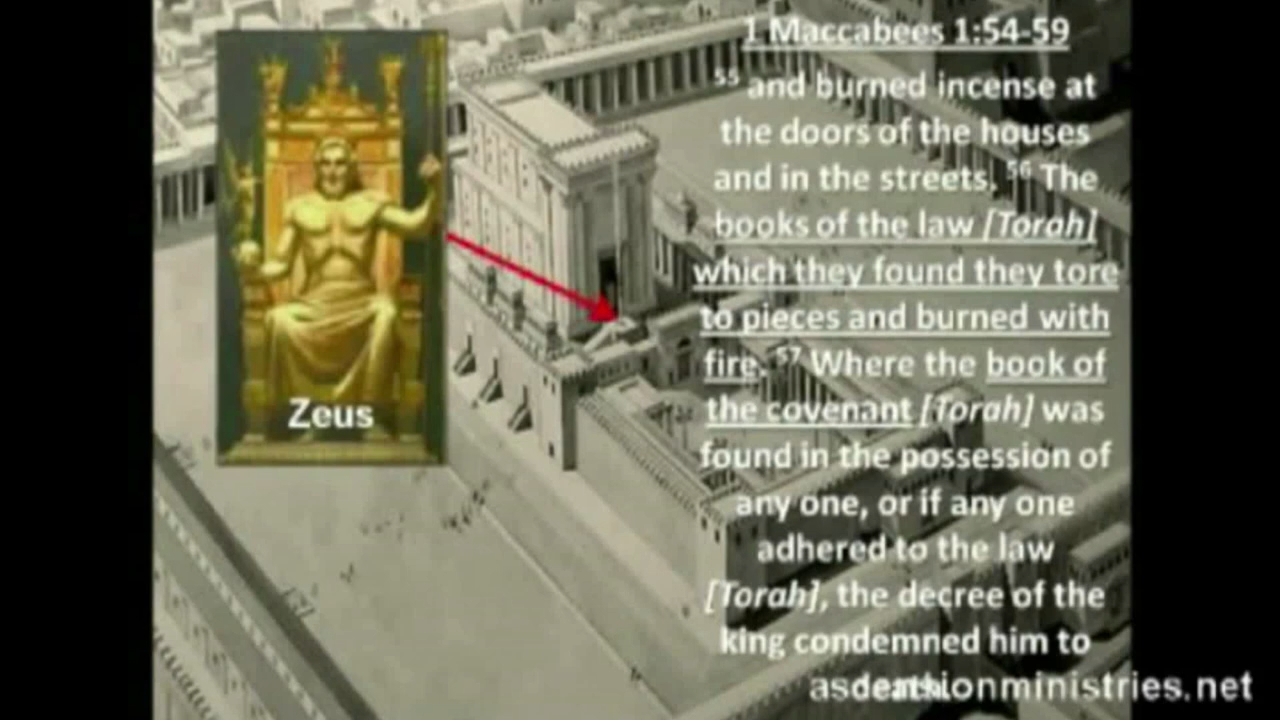 Zeus
1 Maccabees 1:54-59
55 and burned incense at
the doors of the houses
and in the streets. 56 The
books of the law [Torah]
which they found they tore
to pieces and burned with
fire. 57 Where the book of
the covenant [Torah] was
found in the possession of
any one, or if any one
adhered to the law
[Torah], the decree of the
king condemned him to